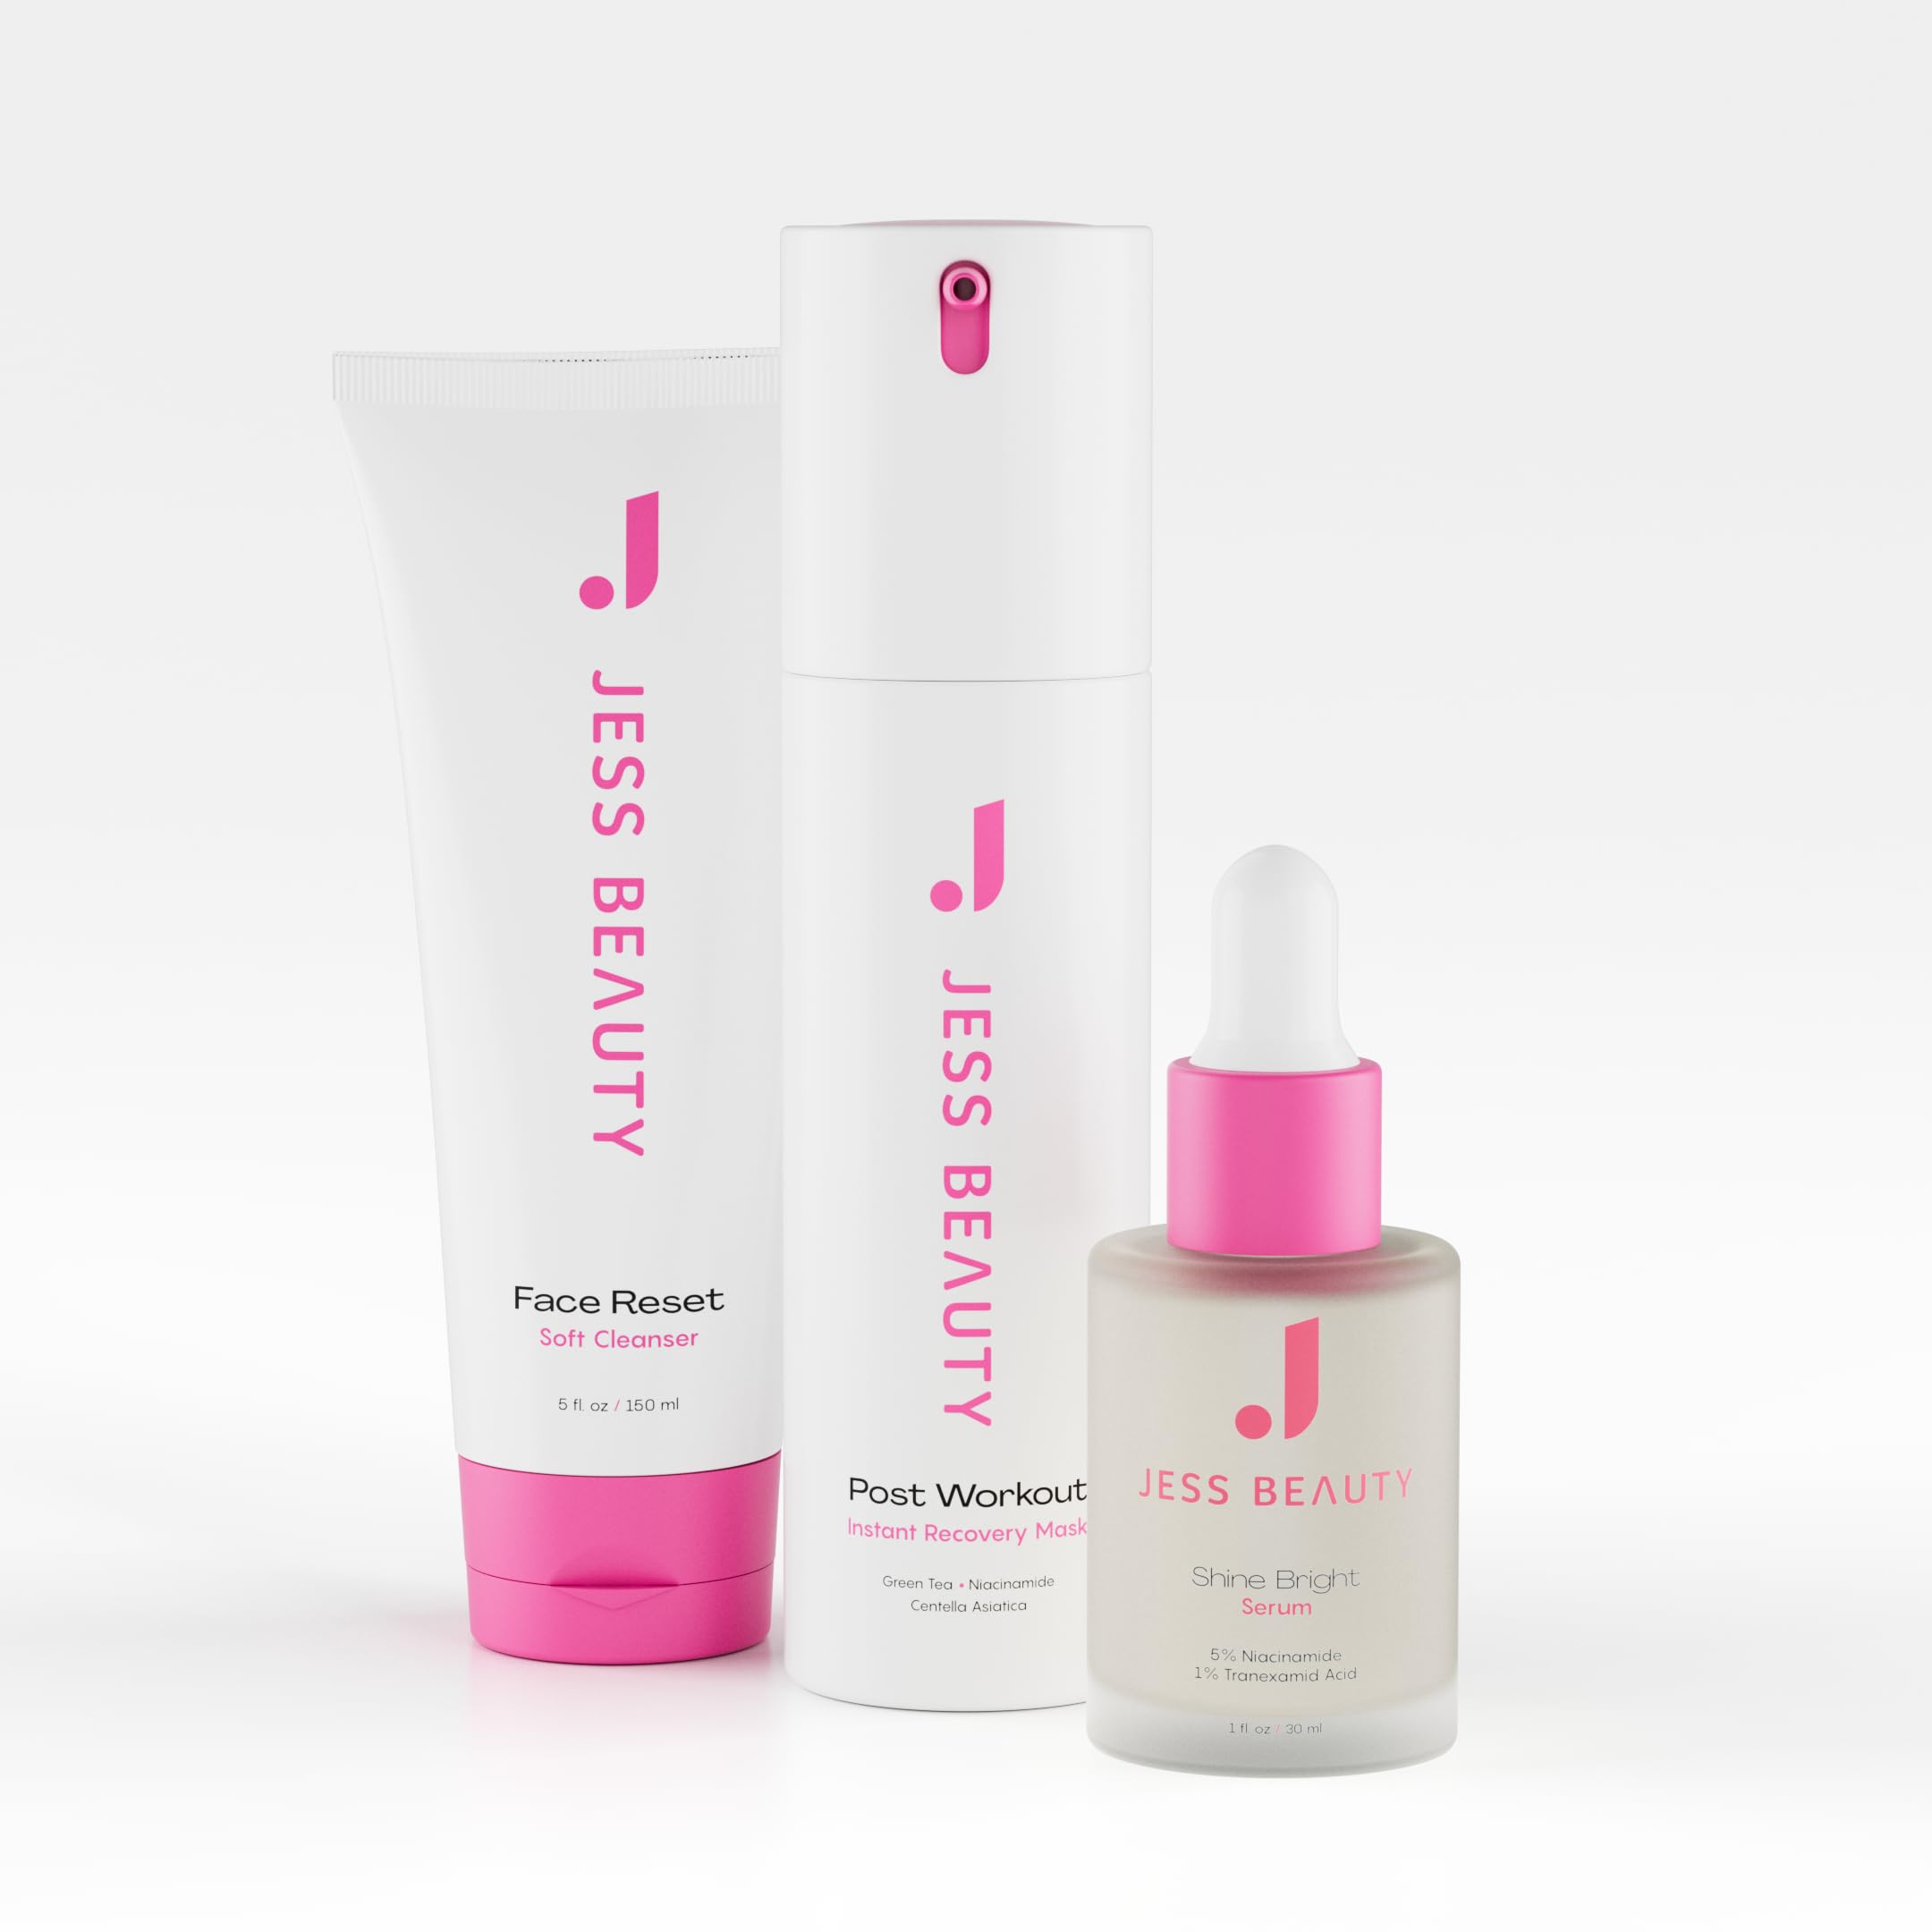 JESS BEAUTY
Face Reset
Soft Cleanser
5 fl. oz / 150 ml
JESS BEAUTY
Post Workout
Instant Recovery Mask
Green Tea • Niacinamide
Centella Asiatica
J
JESS BEAUTY
Shine Bright
Serum
5% Niacinamide
1% Tranexamid Acid
1 fl. oz / 30 ml